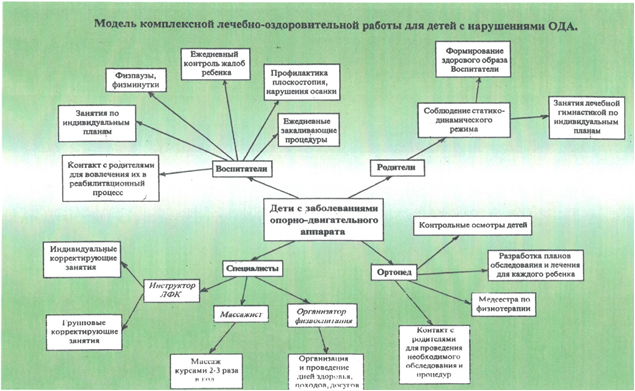 Модель комплексной лечебно-оздоровительной работы для детей с нарушениями ОДА.
Ежедневный
контроль жалоб
ребенка
Физпаузы,
физминутки
Профилактика
плоскостопия,
нарушения осанки
Занятия по
индивидуальным
планам
Ежедневные
закаливающие
процедуры
Контакт с родителями
для вовлечения их в
реабилитационный
процесс
Воспитатели
Формирование
здорового образа
Воспитатели
Соблюдение статико-
динамического
режима
Занятия лечебной
гимнастикой по
индивидуальным
планам
Родители
Дети с заболеваниями
опорно-двигательного
аппарата
Индивидуальные
корректирующие
занятия
Групповые
корректирующие
занятия
Инструктор
ЛФК
Специалисты
Массажист
Массаж
курсами 2-3 раза
в год
Организатор
физвоспитания
Организация
и проведение
дней здоровья,
походов, досугов
Ортопед
Контрольные осмотры детей
Разработка планов
обследования и лечения
для каждого ребенка
Медсестра по
физиотерапии
Контакт с
родителями
для проведения
необходимого
обследования и
процедур